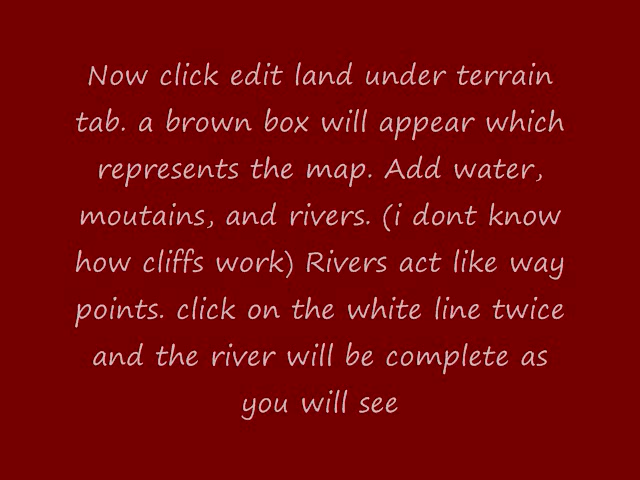 Now click edit land under terrain
tab. a brown box will appear which
represents the map. Add water,
moutains, and rivers. (i dont know
how cliffs work) Rivers act like way
points. click on the white line twice
and the river will be complete as
you will see